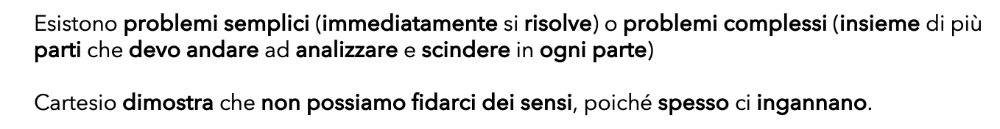 Esistono problemi semplici (immediatamente si risolve) o problemi complessi (insieme di più
parti che devo andare ad analizzare e scindere in ogni parte)
Cartesio dimostra che non possiamo fidarci dei sensi, poiché spesso ci ingannano.